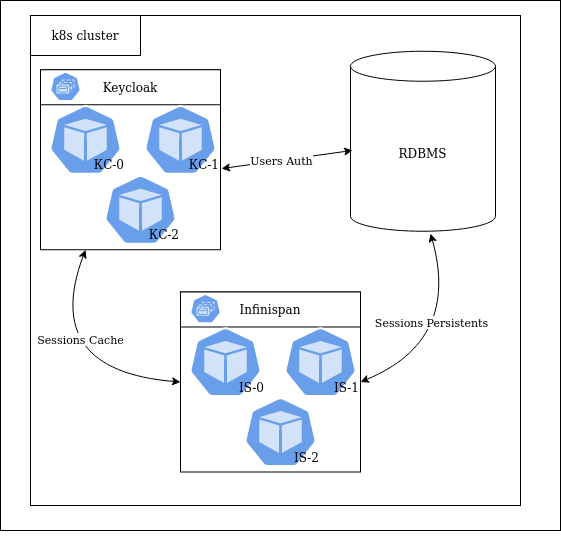 k8s cluster
Keycloak
KC-0
KC-1
KC-2
Users Auth
RDBMS
Sessions Cache
Sessions Persistents
Infinispan
IS-0
IS-1
IS-2